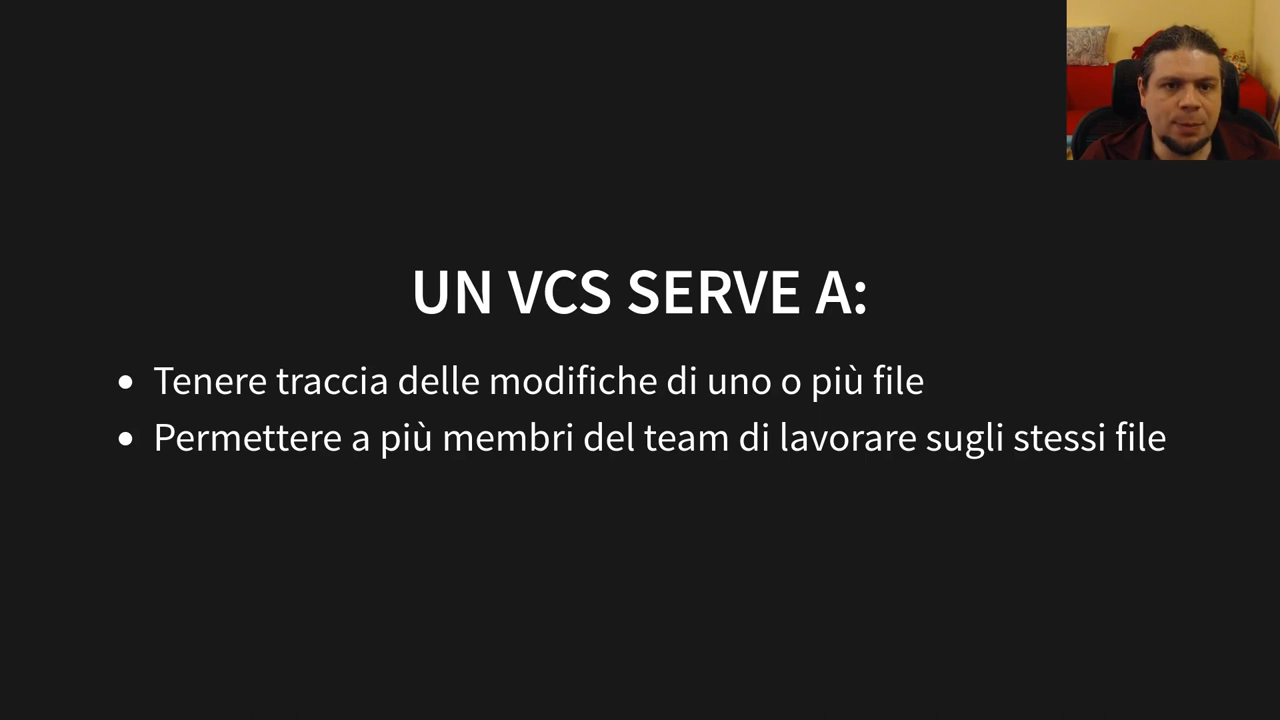 UN VCS SERVE A:
Tenere traccia delle modifiche di uno o più file
Permettere a più membri del team di lavorare sugli stessi file